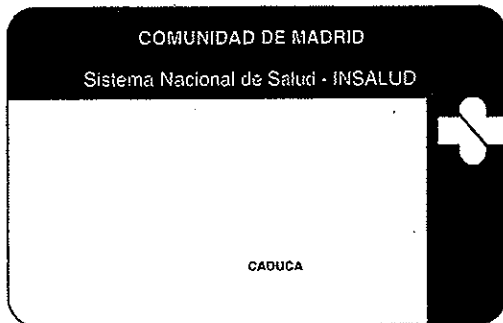 COMUNIDAD DE MADRID
Sistema Nacional de Salud - INSALUD
CADUCA